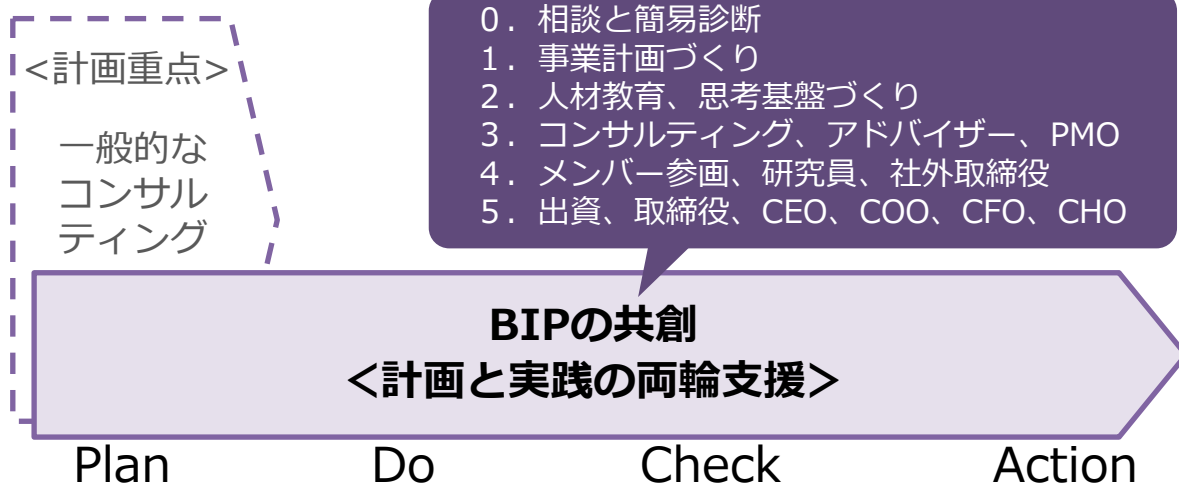 <計画重点>
一般的な
コンサル
ティング
0．相談と簡易診断
1．事業計画づくり
2．人材教育、思考基盤づくり
3．コンサルティング、アドバイザー、PMO
4．メンバー参画、研究員、社外取締役
5．出資、取締役、CEO、COO、CFO、CHO
BIPの共創
<計画と実践の両輪支援>
Plan Do Check Action